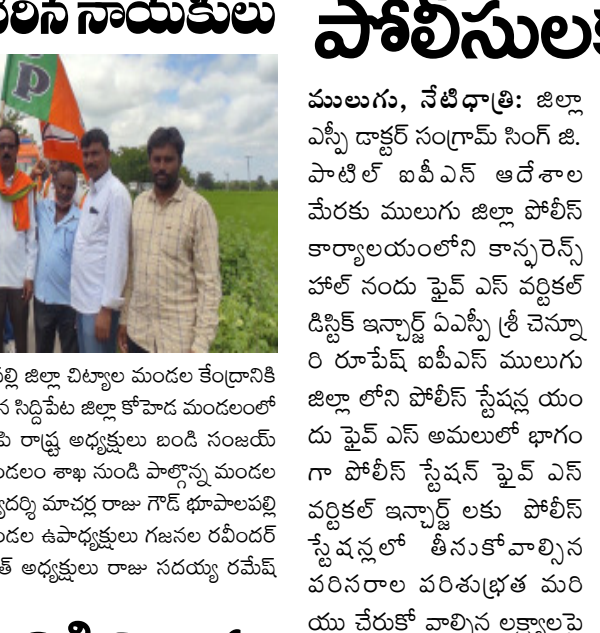 నాయకులు
పల్లి జిల్లా చిట్యాల మండల కేంద్రానికి
న సిద్దిపేట జిల్లా కోహెడ మండలంలో
పి రాష్ట్ర అధ్యక్షులు బండి సంజయ్
ండలం శాఖ నుండి పాల్గొన్న మండల
్యదర్శి మాచర్ల రాజు గౌడ్ భూపాలపల్లి
ండల ఉపాధ్యక్షులు గజనల రవీందర్
త్ అధ్యక్షులు రాజు సదయ్య రమేష్
పోలీసుల
ములుగు, నేటిధాత్రి: జిల్లా
ఎస్పీ డాక్టర్ సంగ్రామ్ సింగ్ జి.
పాటిల్ ఐపీఎస్ ఆదేశాల
మేరకు ములుగు జిల్లా పోలీస్
కార్యాలయంలోని కాన్ఫరెన్స్
హాల్ నందు ఫైవ్ ఎస్ వర్టికల్
డిస్టిక్ ఇన్చార్జ్ ఏఎస్పీ శ్రీ చెన్నూ
రి రూపేష్ ఐపీఎస్ ములుగు
జిల్లా లోని పోలీస్ స్టేషన్ల యం
దు ఫైవ్ ఎస్ అమలులో భాగం
గా పోలీస్ స్టేషన్ ఫైవ్ ఎస్
వర్టికల్ ఇన్చార్జ్ లకు పోలీస్
స్టేషన్లలో తీసుకోవాల్సిన
పరిసరాల పరిశుభ్రత మరి
యు చేరుకో వాల్సిన లక్ష్యాలపై